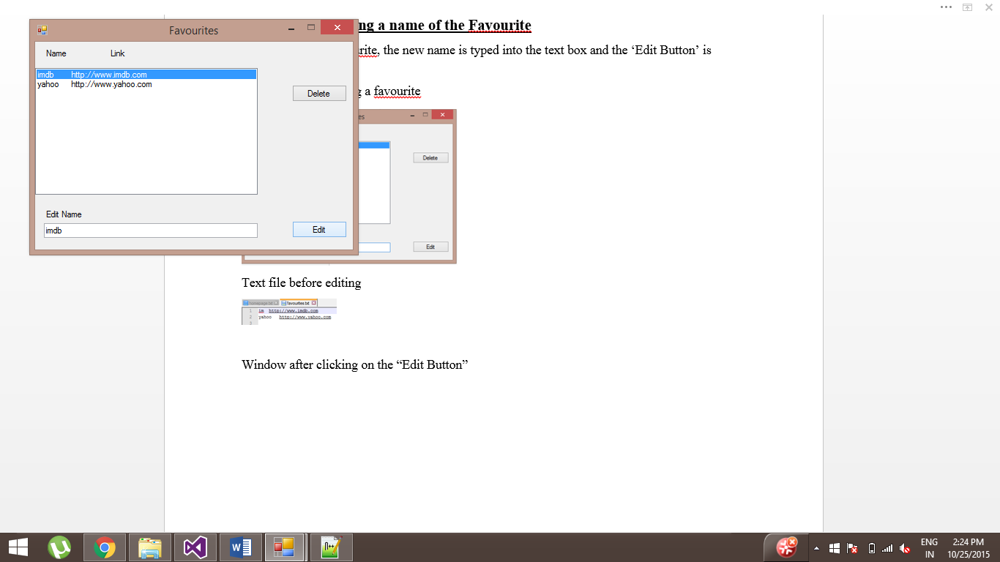 Favourites
Name Link
imdb http://www.imdb.com
yahoo http://www.yahoo.com
Delete
Edit Name
imdb
Edit
ng a name of the Favourite
rite, the new name is typed into the text box and the ‘Edit Button’ is
g a favourite
es
Delete
Edit
Text file before editing
homepage.txt favourites.txt
1 im http://www.imdb.com
2 yahoo http://www.yahoo.com
3
Window after clicking on the “Edit Button”
ENG 2:24 PM
IN 10/25/2015